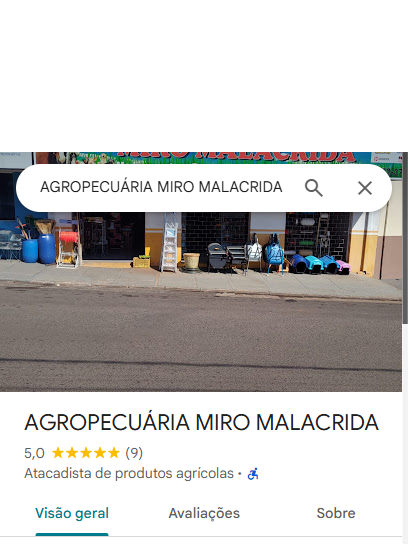 MIRO MALACRIDA
AGROPECUÁRIA MIRO MALACRIDA
AGROPECUÁRIA MIRO MALACRIDA
5,0 ★★★★★ (9)
Atacadista de produtos agrícolas ·
Visão geral Avaliações Sobre